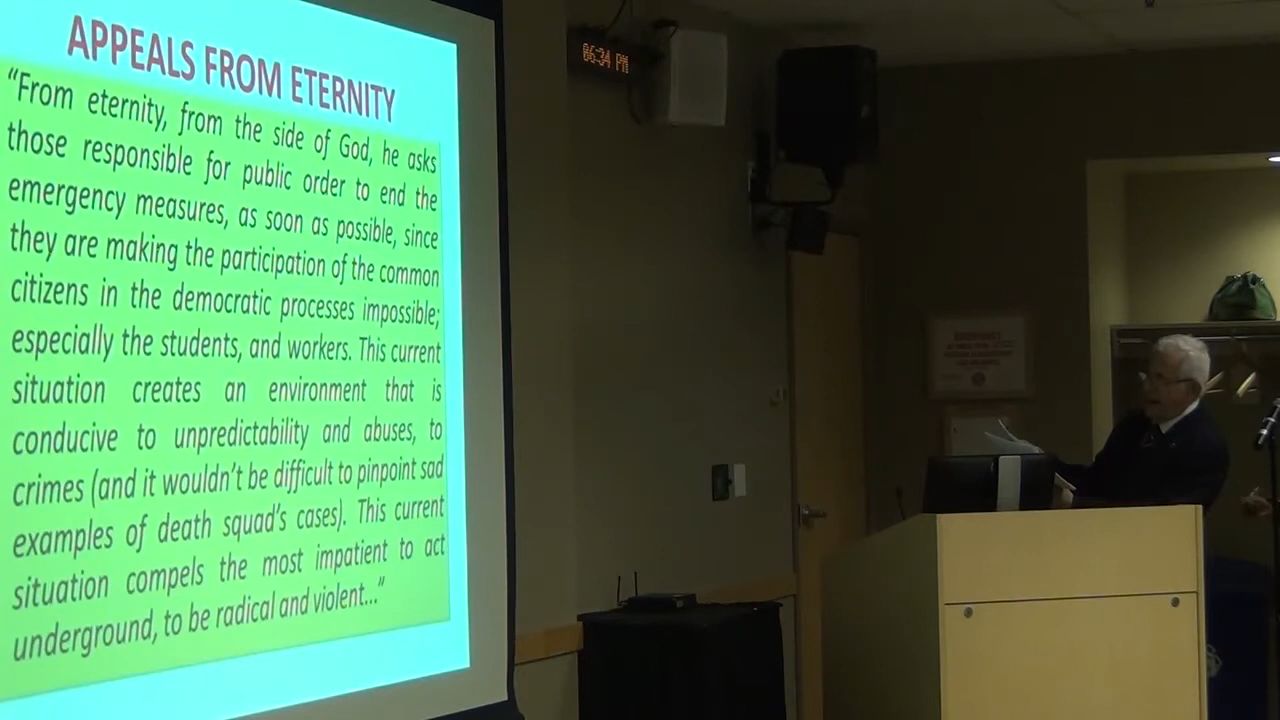 APPEALS FROM ETERNITY
“From eternity, from the side of God, he asks
those responsible for public order to end the
emergency measures, as soon as possible, since
they are making the participation of the common
citizens in the democratic processes impossible;
especially the students, and workers. This current
situation creates an environment that is
conducive to unpredictability and abuses, to
crimes (and it wouldn’t be difficult to pinpoint sad
examples of death squad’s cases). This current
situation compels the most impatient to act
underground, to be radical and violent...”
06:34 PM